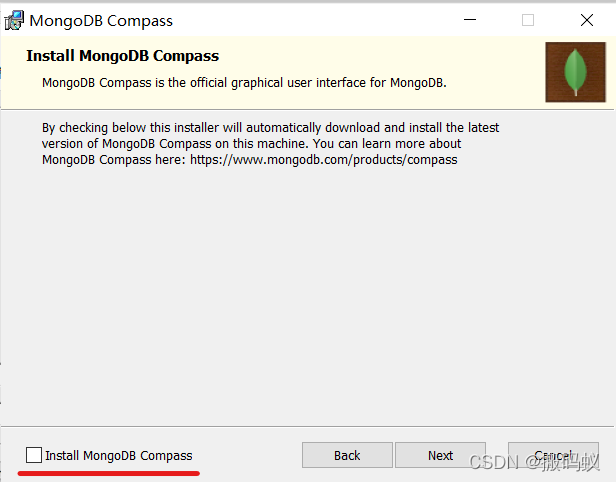 MongoDB Compass
Install MongoDB Compass
MongoDB Compass is the official graphical user interface for MongoDB.
By checking below this installer will automatically download and install the latest
version of MongoDB Compass on this machine. You can learn more about
MongoDB Compass here: https://www.mongodb.com/products/compass
Install MongoDB Compass
Back
Next
Cancel
CSDN @搬码蚁